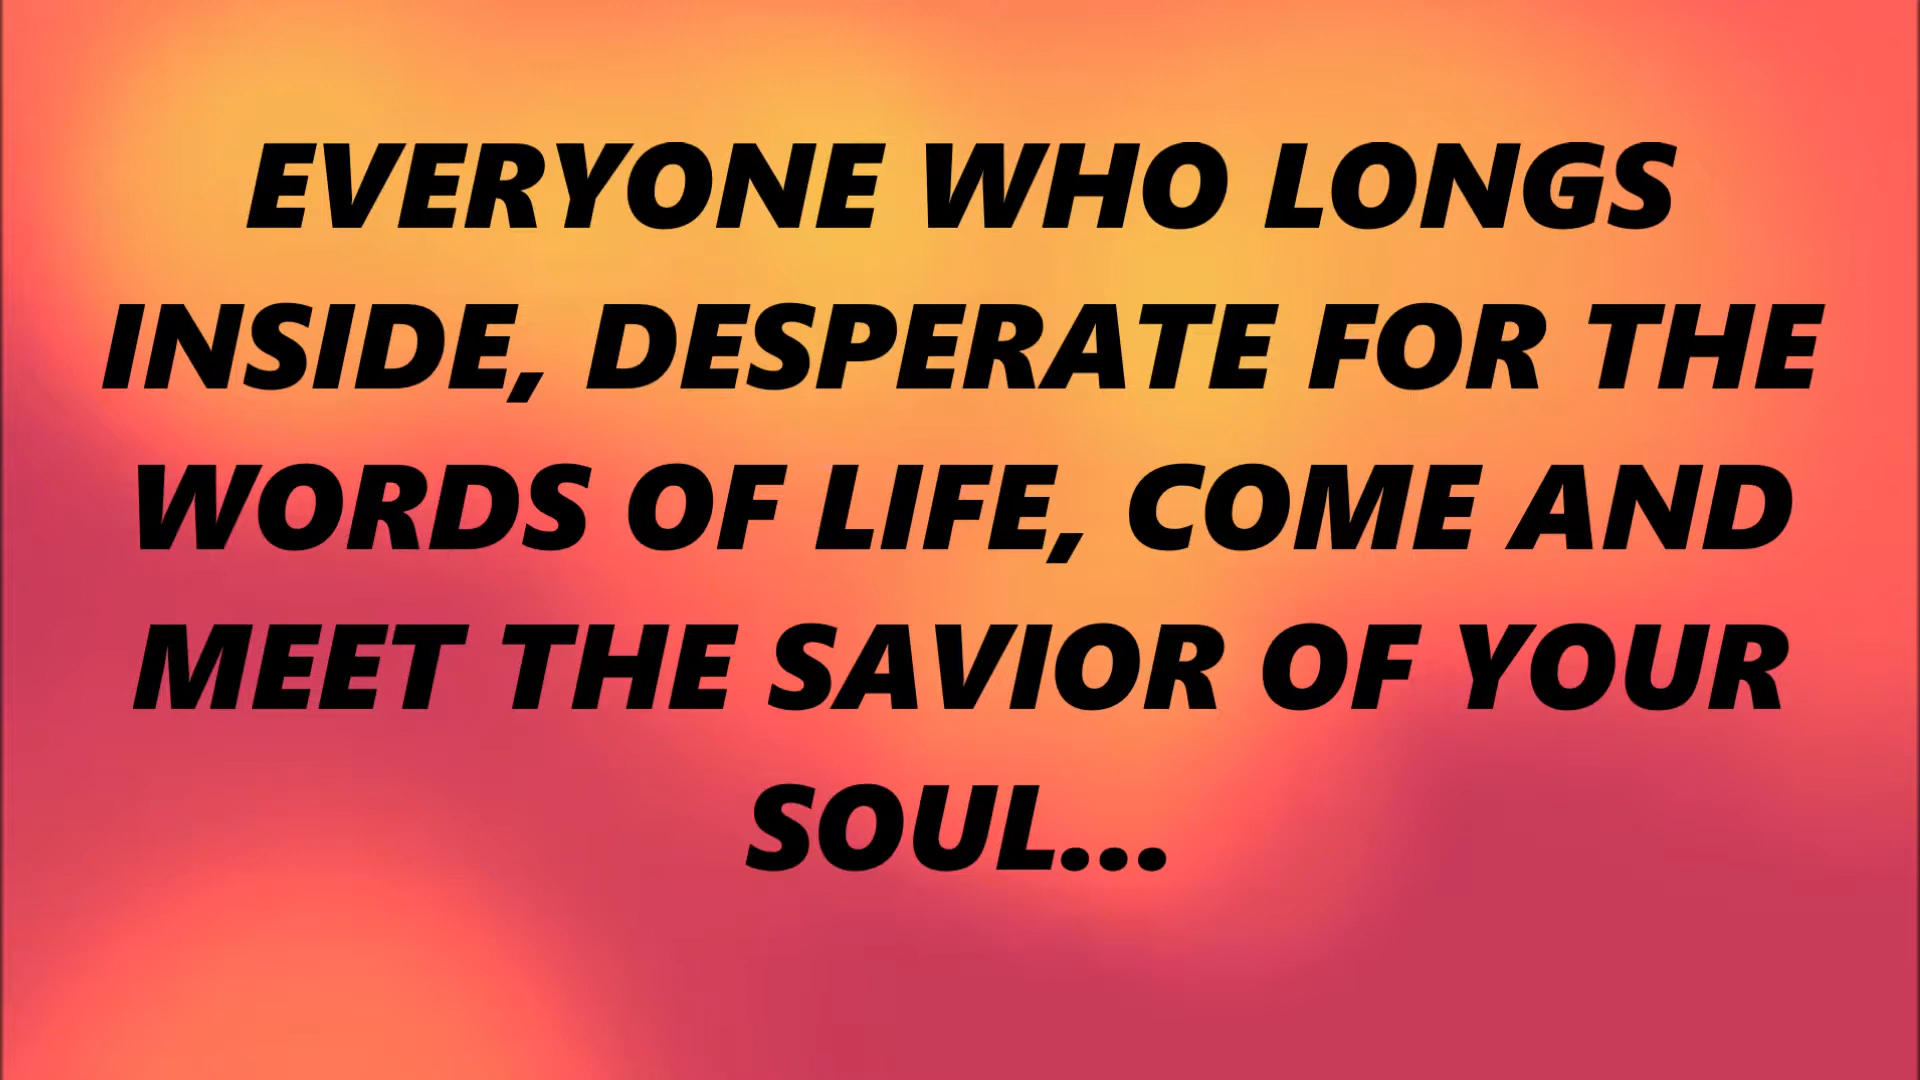 EVERYONE WHO LONGS
INSIDE, DESPERATE FOR THE
WORDS OF LIFE, COME AND
MEET THE SAVIOR OF YOUR
SOUL...